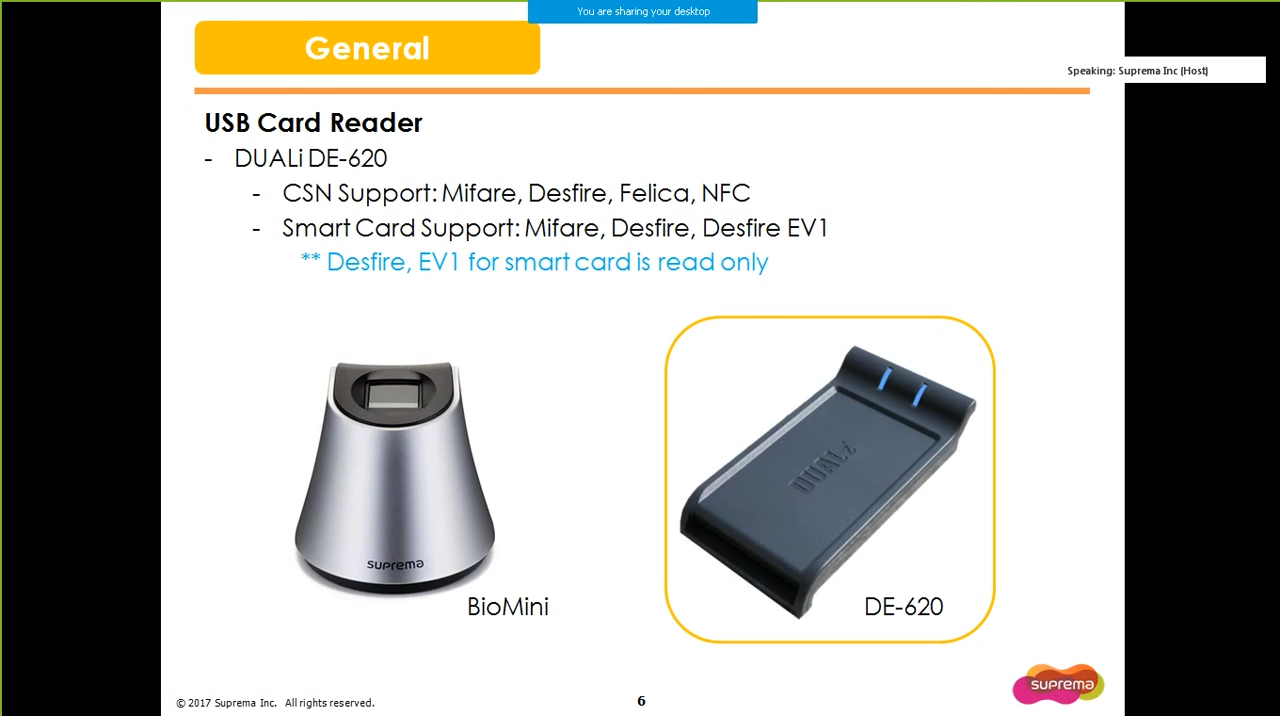 You are sharing your desktop
General
Speaking: Suprema Inc (Host)
USB Card Reader
- DUALi DE-620
- CSN Support: Mifare, Desfire, Felica, NFC
- Smart Card Support: Mifare, Desfire, Desfire EV1
** Desfire, EV1 for smart card is read only
DUALi
suprema
BioMini
DE-620
suprema
© 2017 Suprema Inc. All rights reserved.
6